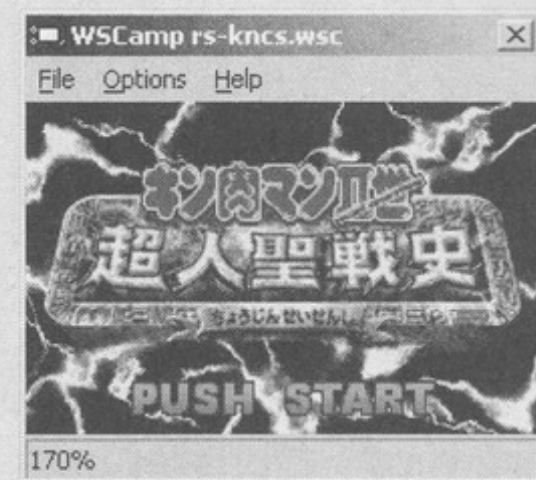 WSCamp rs-kncs.wsc
File Options Help
キン肉マンⅡ世
超人聖戦史
ちょうじんせいせんし
PUSH START
170%